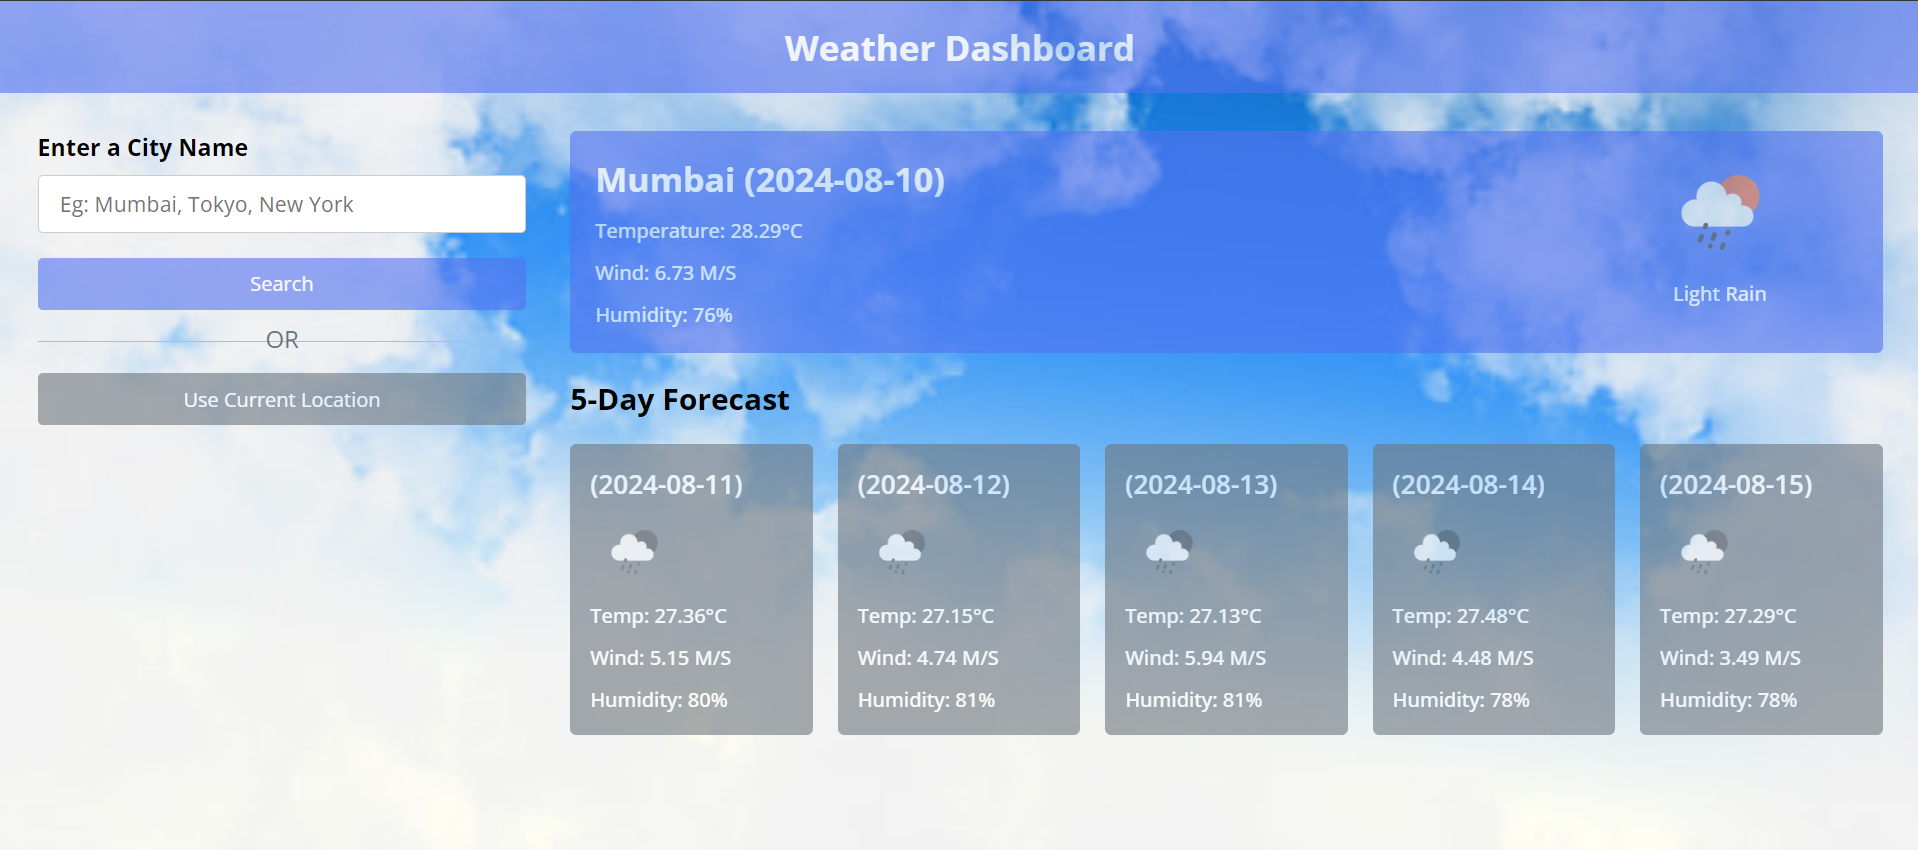 Weather Dashboard
Enter a City Name
Eg: Mumbai, Tokyo, New York
Search
OR
Use Current Location
Mumbai (2024-08-10)
Temperature: 28.29°C
Wind: 6.73 M/S
Humidity: 76%
Light Rain
5-Day Forecast
(2024-08-11)
Temp: 27.36°C
Wind: 5.15 M/S
Humidity: 80%
(2024-08-12)
Temp: 27.15°C
Wind: 4.74 M/S
Humidity: 81%
(2024-08-13)
Temp: 27.13°C
Wind: 5.94 M/S
Humidity: 81%
(2024-08-14)
Temp: 27.48°C
Wind: 4.48 M/S
Humidity: 78%
(2024-08-15)
Temp: 27.29°C
Wind: 3.49 M/S
Humidity: 78%